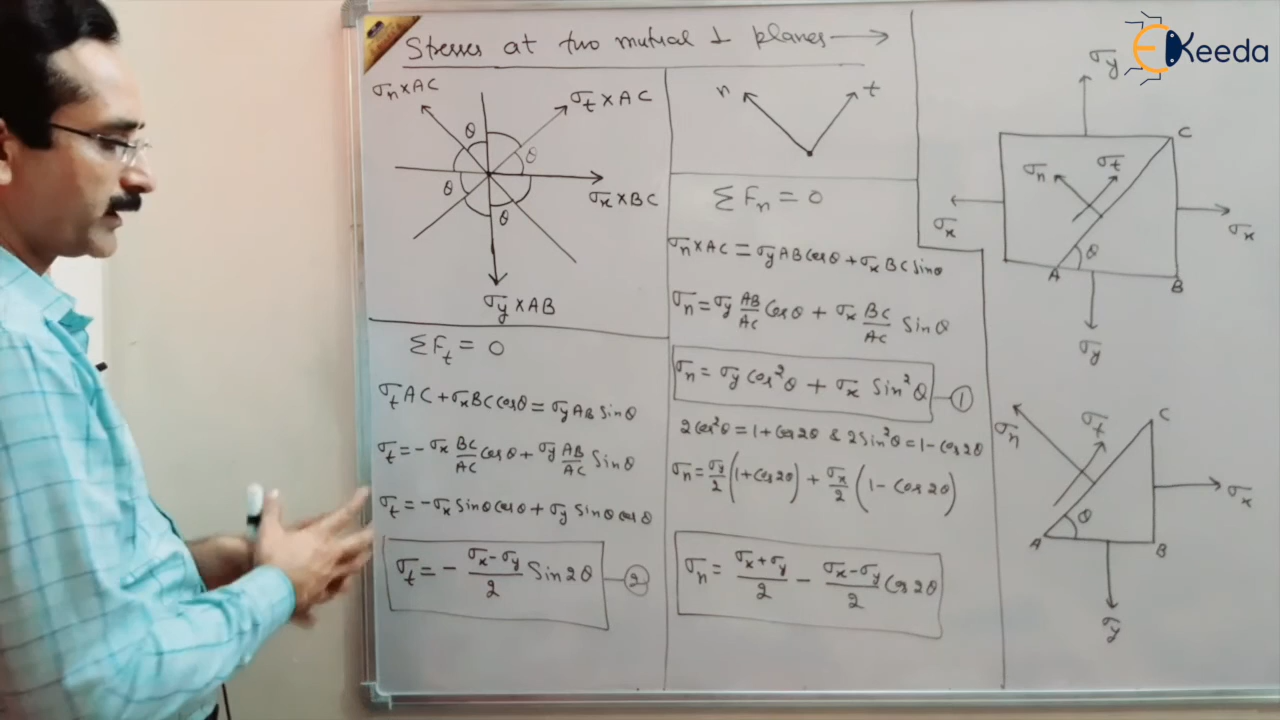 Stresses at two mutual ⊥ planes →
σn × AC
σt × AC
θ
θ
θ
θ
σx × BC
σy × AB
ΣFt = 0
σt AC + σx BC cosθ = σy AB Sinθ
σt = - σx BC/AC cosθ + σy AB/AC Sinθ
σt = - σx Sinθ cosθ + σy Sinθ cosθ
σt = - (σx - σy)/2 Sin2θ — 2
n
t
ΣFn = 0
σn × AC = σy AB Cosθ + σx BC Sinθ
σn = σy AB/AC Cosθ + σx BC/AC Sinθ
σn = σy Cos²θ + σx Sin²θ — 1
2cos²θ = 1 + Cos2θ & 2Sin²θ = 1 - Cos2θ
σn = σy/2 (1 + Cos2θ) + σx/2 (1 - Cos2θ)
σn = (σx + σy)/2 - (σx - σy)/2 Cos2θ
EKeeda
σy
C
σn
σt
σx
σx
θ
A
B
σy
σn
σt
C
σx
θ
A
B
σy